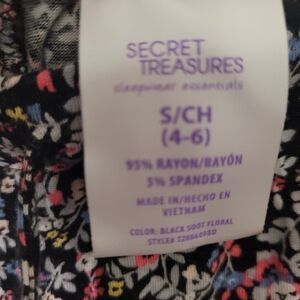 SECRET
TREASURES
sleepwear essentials
S/CH
(4-6)
95% RAYON/RAYÓN
5% SPANDEX
MADE IN/HECHO EN
VIETNAM
COLOR: BLACK SOOT FLORAL
STYLE#